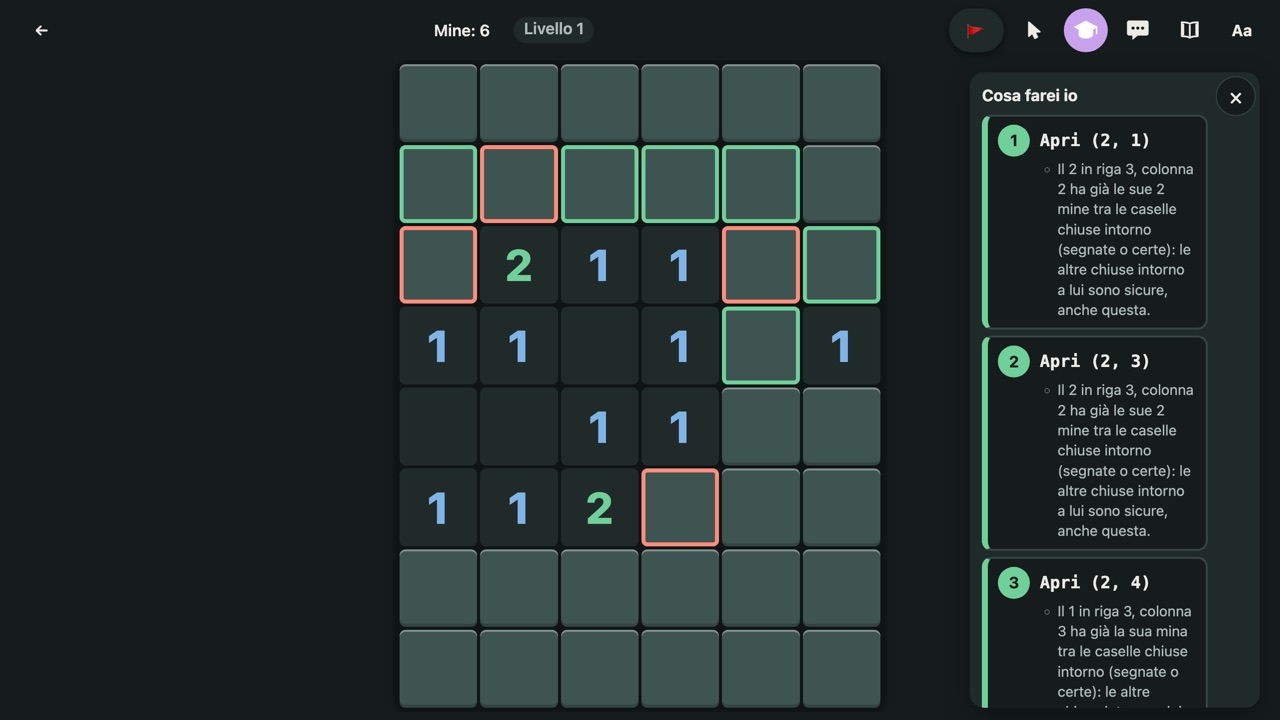 Mine: 6
Livello 1
Aa
2 1 1
1 1 1 1
1 1
1 1 2
Cosa farei io
1 Apri (2, 1)
Il 2 in riga 3, colonna
2 ha già le sue 2
mine tra le caselle
chiuse intorno
(segnate o certe): le
altre chiuse intorno
a lui sono sicure,
anche questa.
2 Apri (2, 3)
Il 2 in riga 3, colonna
2 ha già le sue 2
mine tra le caselle
chiuse intorno
(segnate o certe): le
altre chiuse intorno
a lui sono sicure,
anche questa.
3 Apri (2, 4)
Il 1 in riga 3, colonna
3 ha già la sua mina
tra le caselle chiuse
intorno (segnate o
certe): le altre